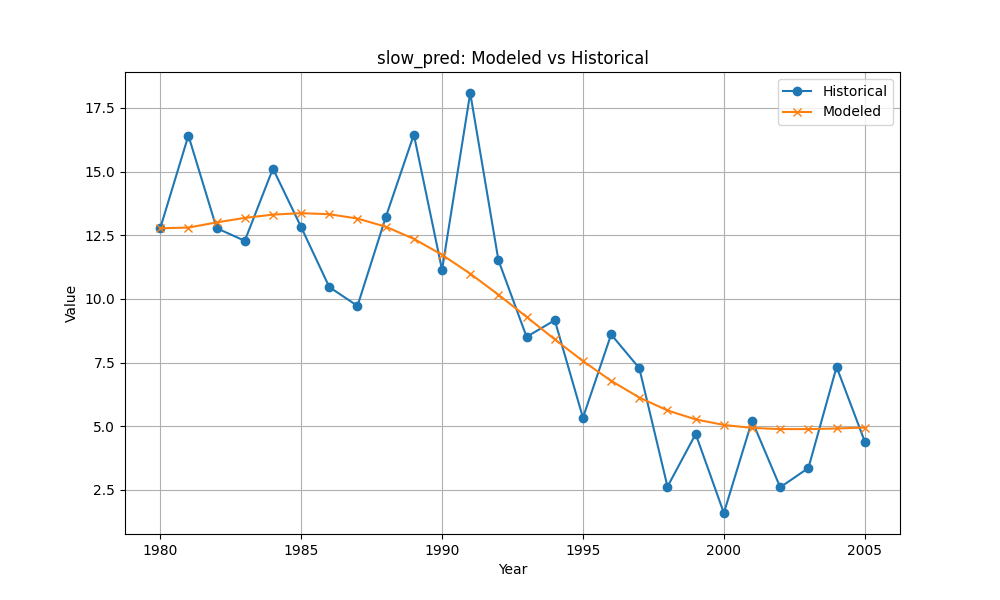 slow_pred: Modeled vs Historical
Historical
Modeled
17.5
15.0
12.5
10.0
7.5
5.0
2.5
Value
1980
1985
1990
1995
2000
2005
Year